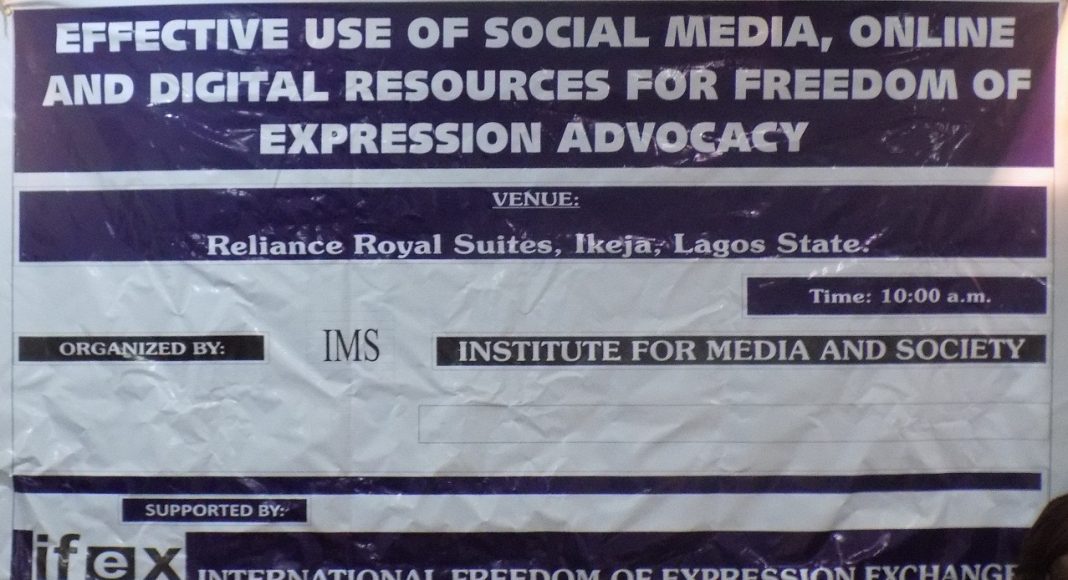 EFFECTIVE USE OF SOCIAL MEDIA, ONLINE
AND DIGITAL RESOURCES FOR FREEDOM OF
EXPRESSION ADVOCACY
VENUE:
Reliance Royal Suites, Ikeja, Lagos State.
Time: 10:00 a.m.
ORGANIZED BY: IMS INSTITUTE FOR MEDIA AND SOCIETY
SUPPORTED BY:
ifex INTERNATIONAL FREEDOM OF EXPRESSION EXCHANGE